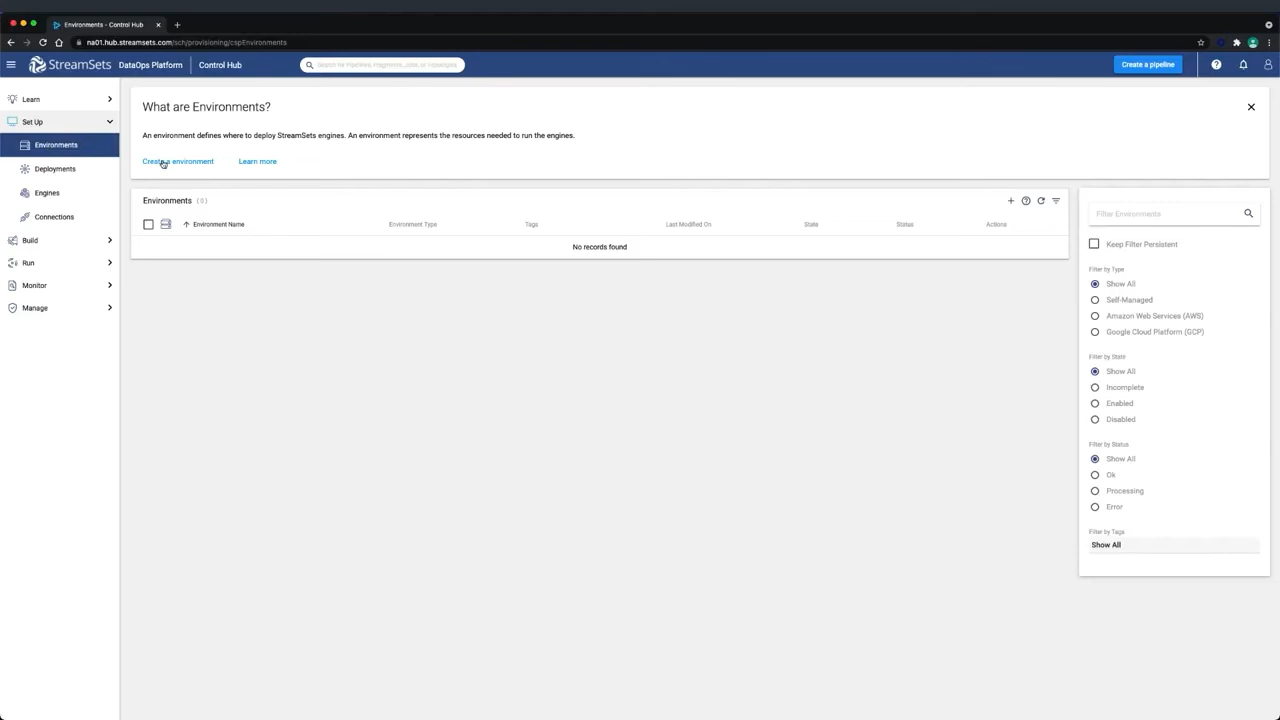 Environments - Control Hub
na01.hub.streamsets.com/sch/provisioning/cspEnvironments
StreamSets DataOps Platform Control Hub
Search for Pipelines, Fragments, Jobs, or Topologies
Create a pipeline
Learn
Set Up
Environments
Deployments
Engines
Connections
Build
Run
Monitor
Manage
What are Environments?
An environment defines where to deploy StreamSets engines. An environment represents the resources needed to run the engines.
Create a environment Learn more
Environments (0)
Environment Name Environment Type Tags Last Modified On State Status Actions
No records found
Filter Environments
Keep Filter Persistent
Filter by Type
Show All
Self-Managed
Amazon Web Services (AWS)
Google Cloud Platform (GCP)
Filter by State
Show All
Incomplete
Enabled
Disabled
Filter by Status
Show All
Ok
Processing
Error
Filter by Tags
Show All